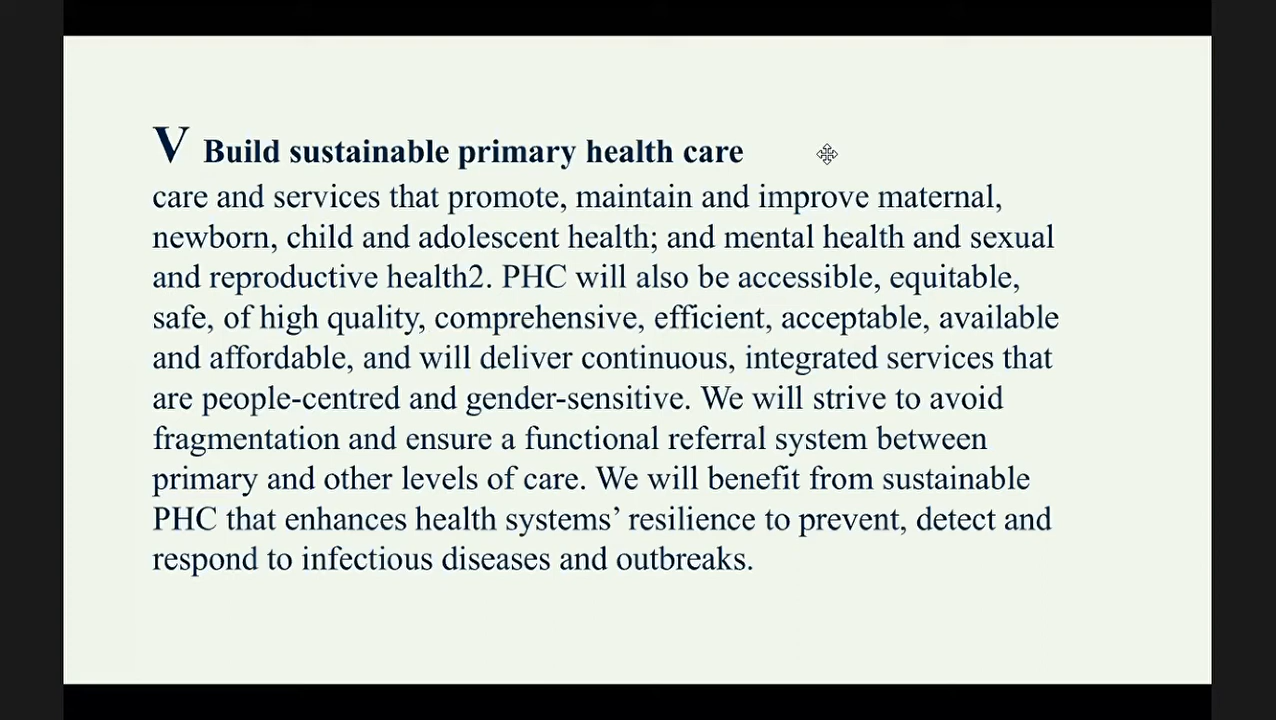 V Build sustainable primary health care
care and services that promote, maintain and improve maternal,
newborn, child and adolescent health; and mental health and sexual
and reproductive health2. PHC will also be accessible, equitable,
safe, of high quality, comprehensive, efficient, acceptable, available
and affordable, and will deliver continuous, integrated services that
are people-centred and gender-sensitive. We will strive to avoid
fragmentation and ensure a functional referral system between
primary and other levels of care. We will benefit from sustainable
PHC that enhances health systems’ resilience to prevent, detect and
respond to infectious diseases and outbreaks.